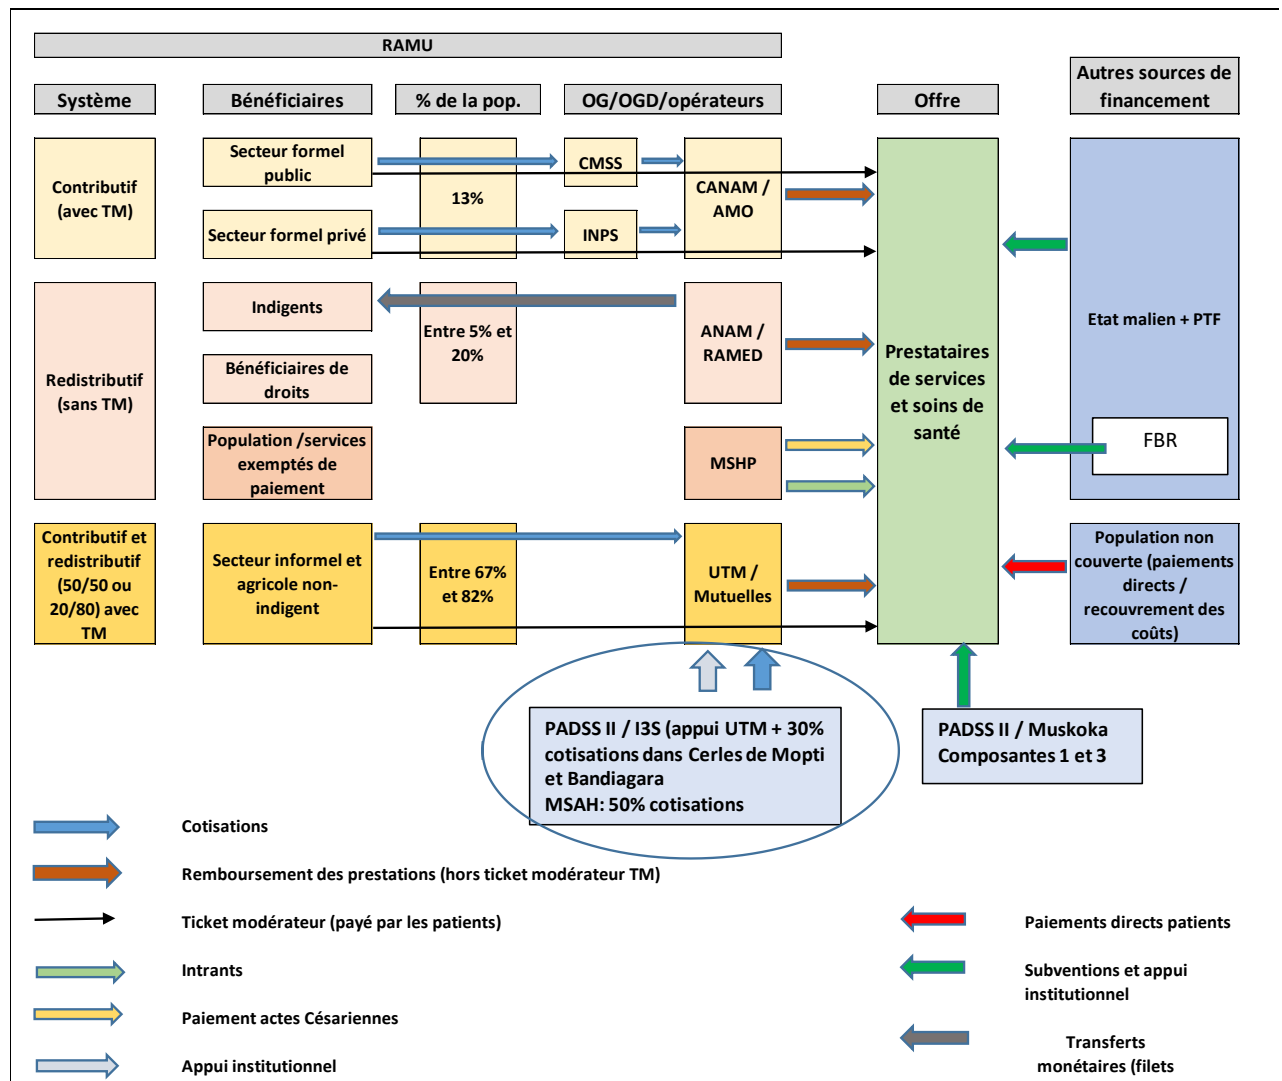 RAMU
Système
Bénéficiaires
% de la pop.
OG/OGD/opérateurs
Offre
Autres sources de
financement
Contributif
(avec TM)
Secteur formel
public
Secteur formel privé
13%
CMSS
INPS
CANAM /
AMO
Redistributif
(sans TM)
Indigents
Bénéficiaires de
droits
Population /services
exemptés de
paiement
Entre 5% et
20%
ANAM /
RAMED
MSHP
Contributif et
redistributif
(50/50 ou
20/80) avec
TM
Secteur informel et
agricole non-
indigent
Entre 67%
et 82%
UTM /
Mutuelles
Prestataires
de services
et soins de
santé
Etat malien + PTF
FBR
Population non
couverte (paiements
directs /
recouvrement des
coûts)
PADSS II / I3S (appui UTM + 30%
cotisations dans Cerles de Mopti
et Bandiagara
MSAH: 50% cotisations
PADSS II / Muskoka
Composantes 1 et 3
Cotisations
Remboursement des prestations (hors ticket modérateur TM)
Ticket modérateur (payé par les patients)
Intrants
Paiement actes Césariennes
Appui institutionnel
Paiements directs patients
Subventions et appui
institutionnel
Transferts
monétaires (filets